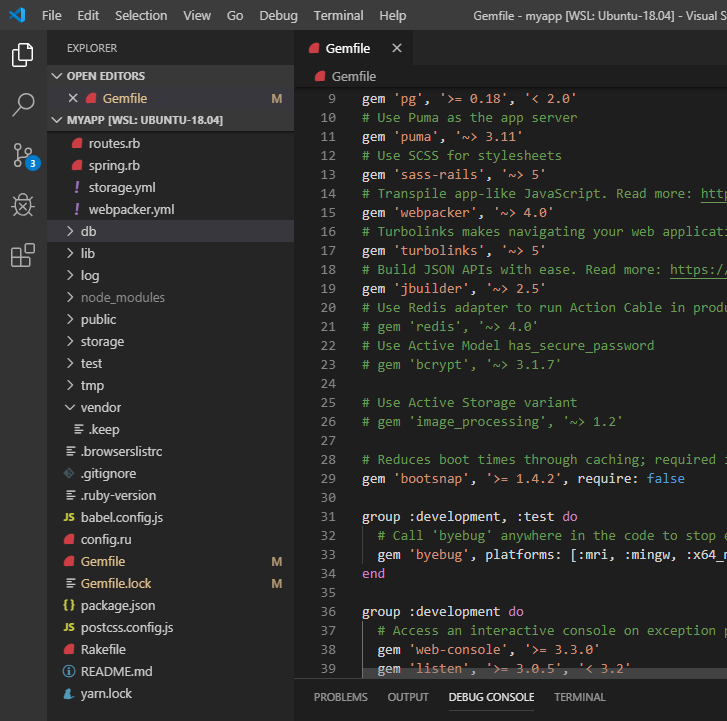 File Edit Selection View Go Debug Terminal Help Gemfile - myapp [WSL: Ubuntu-18.04] - Visual S
EXPLORER
OPEN EDITORS
Gemfile M
MYAPP [WSL: UBUNTU-18.04]
routes.rb
spring.rb
storage.yml
webpacker.yml
db
lib
log
node_modules
public
storage
test
tmp
vendor
.keep
.browserslistrc
.gitignore
.ruby-version
JS babel.config.js
config.ru
Gemfile M
Gemfile.lock M
{} package.json
JS postcss.config.js
Rakefile
README.md
yarn.lock
3
Gemfile
Gemfile
9 gem 'pg', '>= 0.18', '< 2.0'
10 # Use Puma as the app server
11 gem 'puma', '~> 3.11'
12 # Use SCSS for stylesheets
13 gem 'sass-rails', '~> 5'
14 # Transpile app-like JavaScript. Read more: htt
15 gem 'webpacker', '~> 4.0'
16 # Turbolinks makes navigating your web applicati
17 gem 'turbolinks', '~> 5'
18 # Build JSON APIs with ease. Read more: https:/
19 gem 'jbuilder', '~> 2.5'
20 # Use Redis adapter to run Action Cable in produ
21 # gem 'redis', '~> 4.0'
22 # Use Active Model has_secure_password
23 # gem 'bcrypt', '~> 3.1.7'
24
25 # Use Active Storage variant
26 # gem 'image_processing', '~> 1.2'
27
28 # Reduces boot times through caching; required i
29 gem 'bootsnap', '>= 1.4.2', require: false
30
31 group :development, :test do
32 # Call 'byebug' anywhere in the code to stop e
33 gem 'byebug', platforms: [:mri, :mingw, :x64_m
34 end
35
36 group :development do
37 # Access an interactive console on exception p
38 gem 'web-console', '>= 3.3.0'
39 gem 'listen', '>= 3.0.5', '< 3.2'
PROBLEMS OUTPUT DEBUG CONSOLE TERMINAL